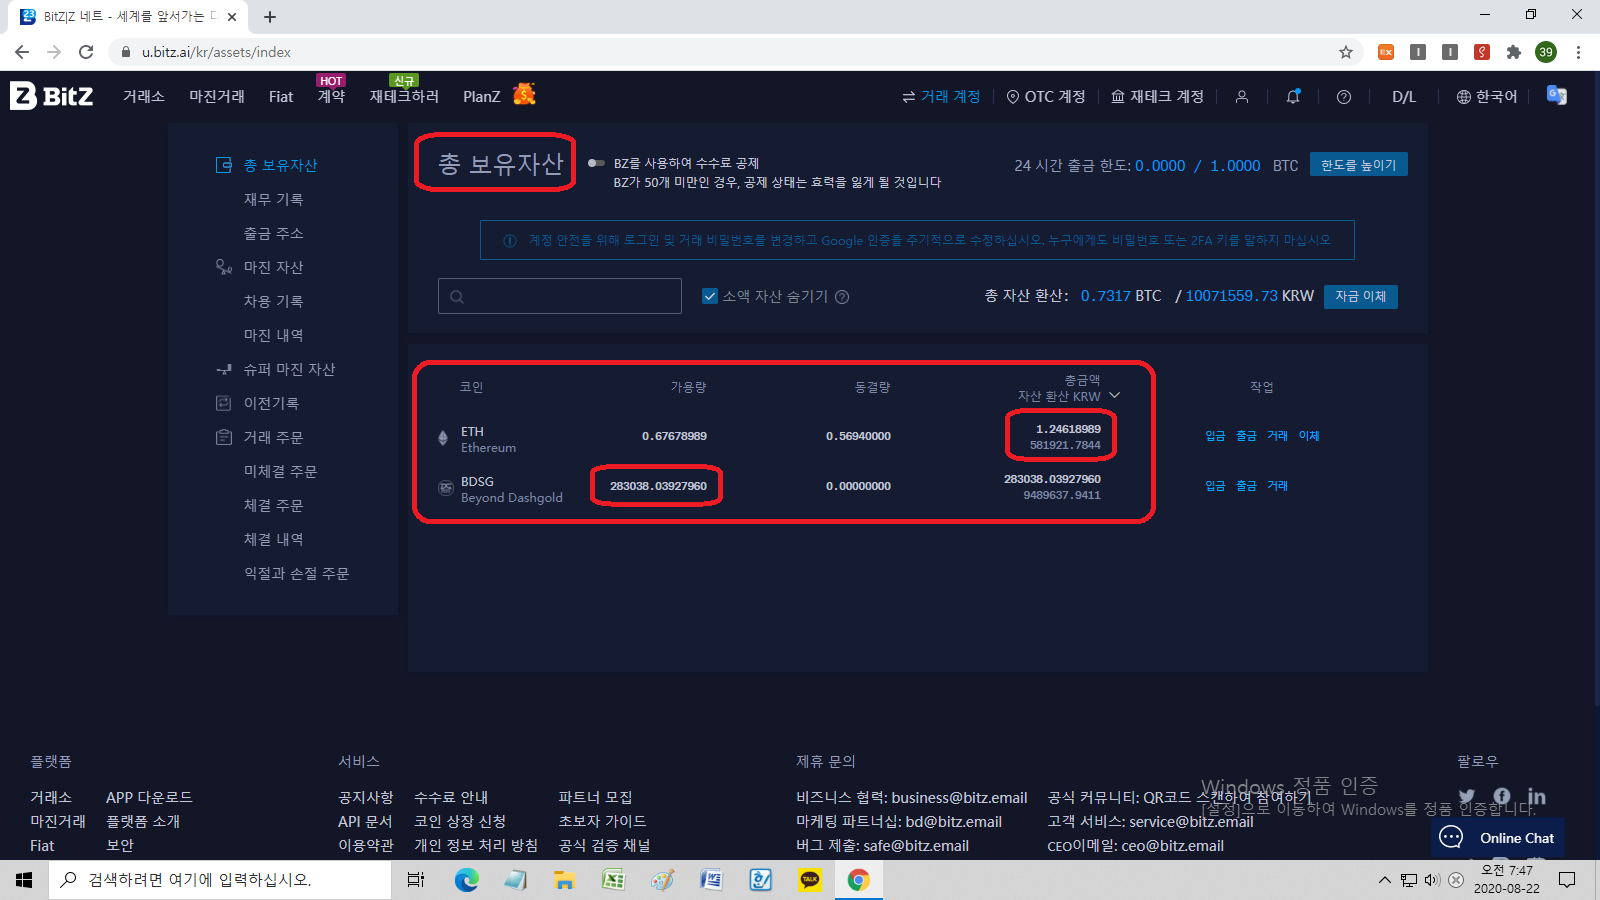 BitZ|Z 네트 - 세계를 앞서가는 디
u.bitz.ai/kr/assets/index
39
BitZ
거래소
마진거래
Fiat
HOT
계약
신규
재테크하러
PlanZ
거래 계정
OTC 계정
재테크 계정
D/L
한국어
총 보유자산
재무 기록
출금 주소
마진 자산
차용 기록
마진 내역
슈퍼 마진 자산
이전기록
거래 주문
미체결 주문
체결 주문
체결 내역
익절과 손절 주문
총 보유자산
BZ를 사용하여 수수료 공제
BZ가 50개 미만인 경우, 공제 상태는 효력을 잃게 될 것입니다
24 시간 출금 한도: 0.0000 / 1.0000 BTC
한도를 높이기
계정 안전을 위해 로그인 및 거래 비밀번호를 변경하고 Google 인증을 주기적으로 수정하십시오, 누구에게도 비밀번호 또는 2FA 키를 말하지 마십시오
소액 자산 숨기기
총 자산 환산: 0.7317 BTC / 10071559.73 KRW
자금 이체
코인 가용량 동결량 총금액 작업
자산 환산 KRW
ETH 0.67678989 0.56940000 1.24618989 입금 출금 거래 이체
Ethereum 581921.7844
BDSG 283038.03927960 0.00000000 283038.03927960 입금 출금 거래
Beyond Dashgold 9489637.9411
플랫폼
거래소 APP 다운로드
마진거래 플랫폼 소개
Fiat 보안
서비스
공지사항 수수료 안내 파트너 모집
API 문서 코인 상장 신청 초보자 가이드
이용약관 개인 정보 처리 방침 공식 검증 채널
제휴 문의
비즈니스 협력: business@bitz.email 공식 커뮤니티: QR코드 스캔하여 참여하기
마케팅 파트너십: bd@bitz.email 고객 서비스: service@bitz.email
버그 제출: safe@bitz.email CEO이메일: ceo@bitz.email
팔로우
Windows 정품 인증
[설정]으로 이동하여 Windows를 정품 인증합니다.
Online Chat
검색하려면 여기에 입력하십시오.
TALK
오전 7:47
2020-08-22